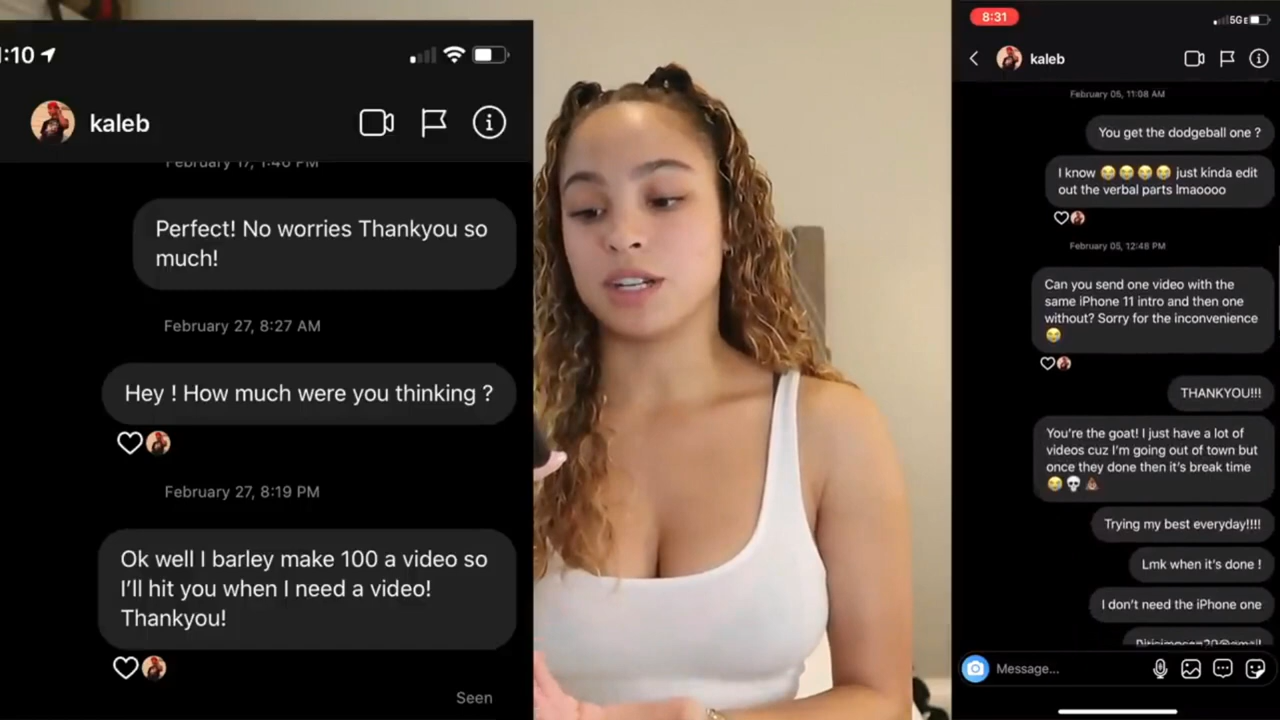 1:10
kaleb
February 17, 1:46 PM
Perfect! No worries Thankyou so
much!
February 27, 8:27 AM
Hey ! How much were you thinking ?
February 27, 8:19 PM
Ok well I barley make 100 a video so
I'll hit you when I need a video!
Thankyou!
Seen
8:31
5GE
kaleb
February 05, 11:08 AM
You get the dodgeball one ?
I know 😂😂😂😂 just kinda edit
out the verbal parts lmaoooo
February 05, 12:48 PM
Can you send one video with the
same iPhone 11 intro and then one
without? Sorry for the inconvenience
😂
THANKYOU!!!
You're the goat! I just have a lot of
videos cuz I'm going out of town but
once they done then it's break time
😂💀💩
Trying my best everyday!!!!
Lmk when it's done !
I don't need the iPhone one
Message...